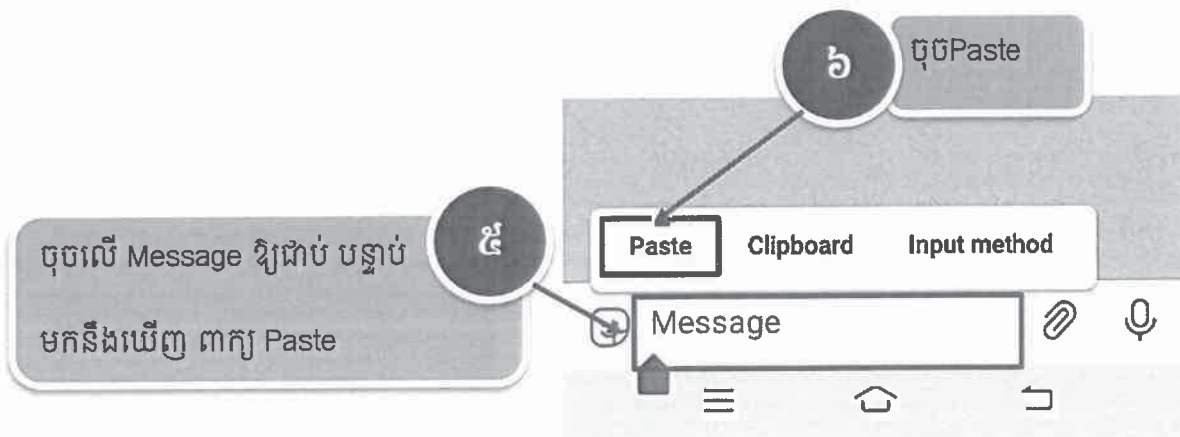 ៦
ចុចPaste
៥
ចុចលើ Message ឱ្យជាប់ បន្ទាប់
មកនឹងឃើញ ពាក្យ Paste
Paste Clipboard Input method
Message